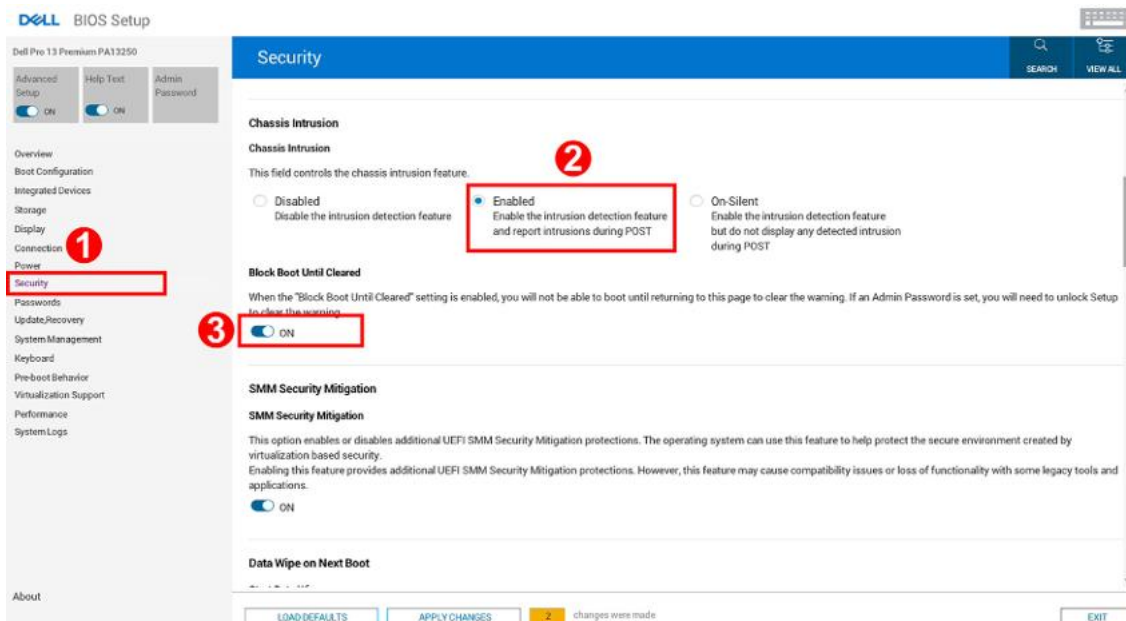 DELL BIOS Setup
Dell Pro 13 Premium PA13250
Advanced Setup
ON
Help Text
ON
Admin Password
Overview
Boot Configuration
Integrated Devices
Storage
Display
Connection
1
Power
Security
Passwords
Update,Recovery
System Management
Keyboard
Pre-boot Behavior
Virtualization Support
Performance
System Logs
About
Security
SEARCH
VIEW ALL
Chassis Intrusion
Chassis Intrusion
2
This field controls the chassis intrusion feature.
Disabled
Disable the intrusion detection feature
Enabled
Enable the intrusion detection feature
and report intrusions during POST
On-Silent
Enable the intrusion detection feature
but do not display any detected intrusion
during POST
Block Boot Until Cleared
When the "Block Boot Until Cleared" setting is enabled, you will not be able to boot until returning to this page to clear the warning. If an Admin Password is set, you will need to unlock Setup
to clear the warning
3
ON
SMM Security Mitigation
SMM Security Mitigation
This option enables or disables additional UEFI SMM Security Mitigation protections. The operating system can use this feature to help protect the secure environment created by
virtualization based security.
Enabling this feature provides additional UEFI SMM Security Mitigation protections. However, this feature may cause compatibility issues or loss of functionality with some legacy tools and
applications.
ON
Data Wipe on Next Boot
LOAD DEFAULTS
APPLY CHANGES
2 changes were made
EXIT